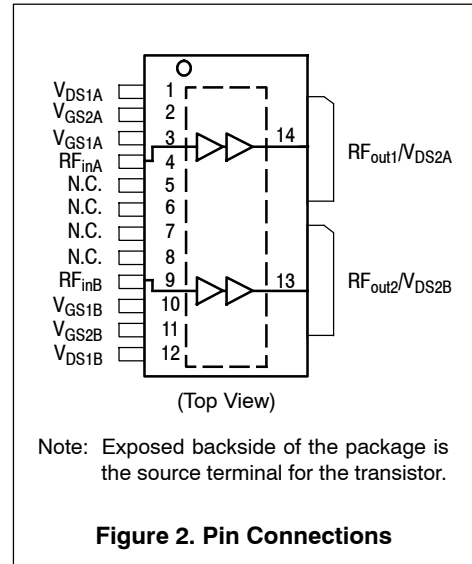 VDS1A 1
VGS2A 2
VGS1A 3
RFinA 4
N.C. 5
N.C. 6
N.C. 7
N.C. 8
RFinB 9
VGS1B 10
VGS2B 11
VDS1B 12
14 RFout1/VDS2A
13 RFout2/VDS2B
(Top View)
Note: Exposed backside of the package is
the source terminal for the transistor.
Figure 2. Pin Connections